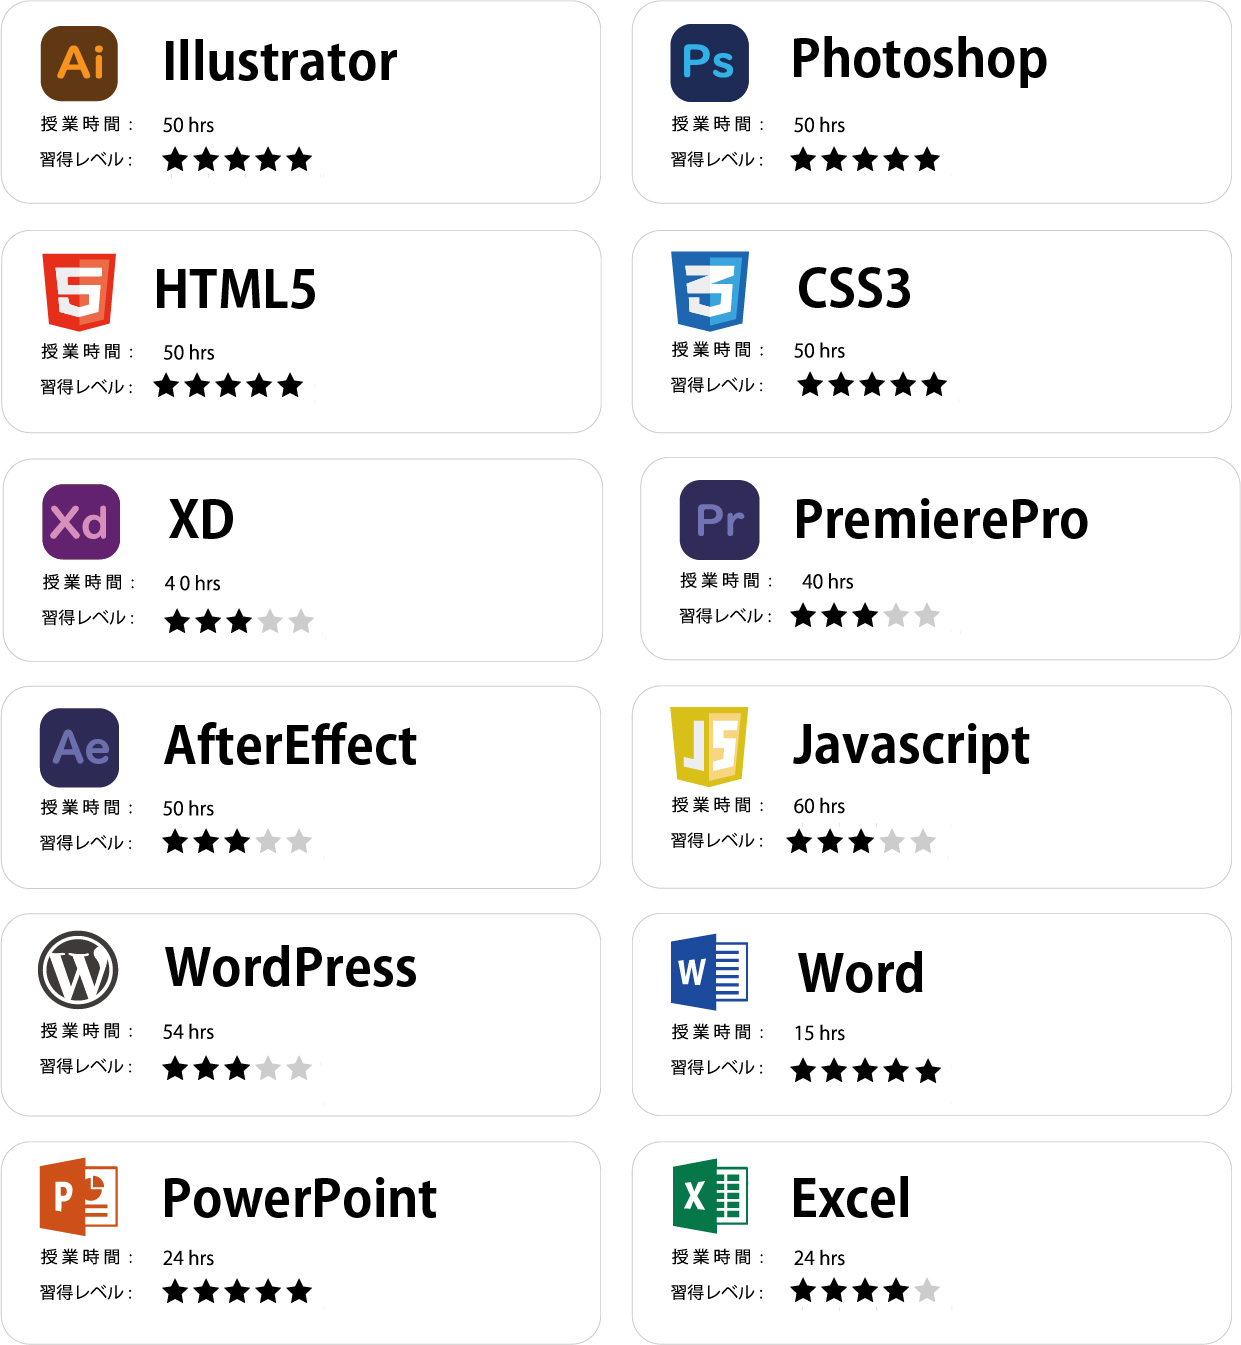 Ai Illustrator
授業時間： 50 hrs
習得レベル： ★★★★★
Ps Photoshop
授業時間： 50 hrs
習得レベル： ★★★★★
5 HTML5
授業時間： 50 hrs
習得レベル： ★★★★★
3 CSS3
授業時間： 50 hrs
習得レベル： ★★★★★
Xd XD
授業時間： 4 0 hrs
習得レベル： ★★★★★
Pr PremierePro
授業時間： 40 hrs
習得レベル： ★★★★★
Ae AfterEffect
授業時間： 50 hrs
習得レベル： ★★★★★
JS Javascript
授業時間： 60 hrs
習得レベル： ★★★★★
W WordPress
授業時間： 54 hrs
習得レベル： ★★★★★
W Word
授業時間： 15 hrs
習得レベル： ★★★★★
P PowerPoint
授業時間： 24 hrs
習得レベル： ★★★★★
X Excel
授業時間： 24 hrs
習得レベル： ★★★★★